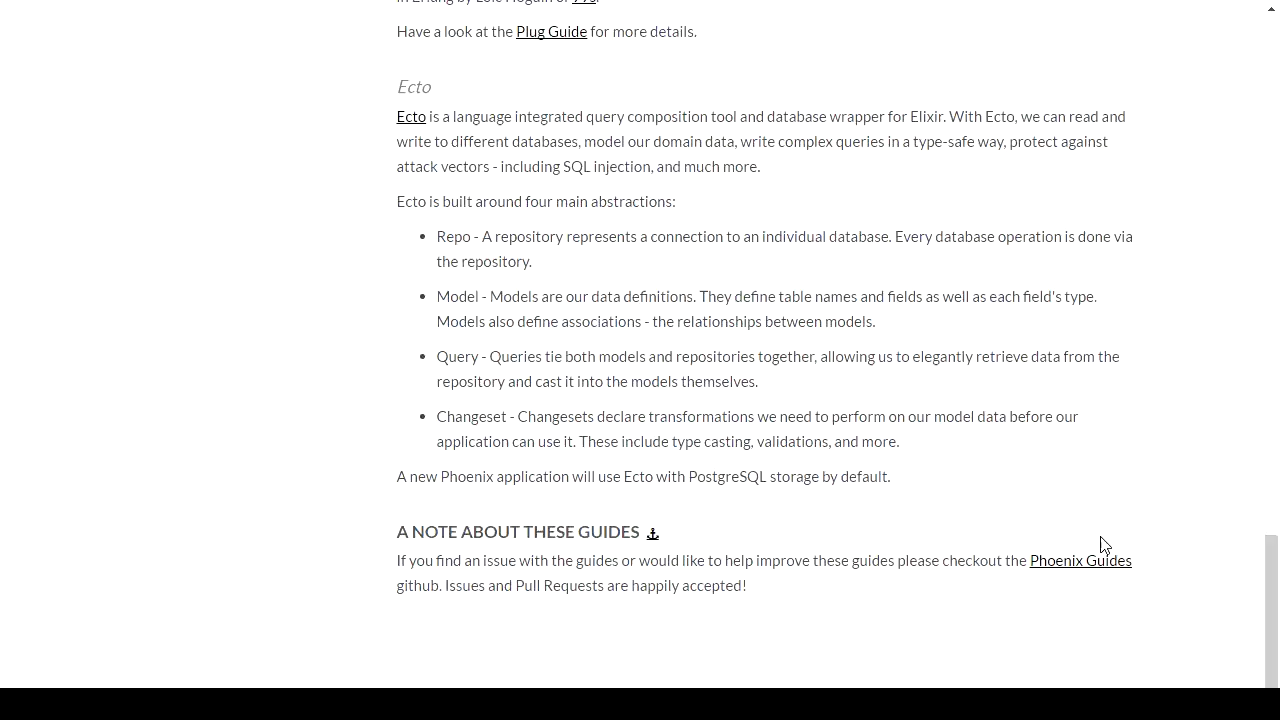 Have a look at the Plug Guide for more details.
Ecto
Ecto is a language integrated query composition tool and database wrapper for Elixir. With Ecto, we can read and
write to different databases, model our domain data, write complex queries in a type-safe way, protect against
attack vectors - including SQL injection, and much more.
Ecto is built around four main abstractions:
• Repo - A repository represents a connection to an individual database. Every database operation is done via
the repository.
• Model - Models are our data definitions. They define table names and fields as well as each field's type.
Models also define associations - the relationships between models.
• Query - Queries tie both models and repositories together, allowing us to elegantly retrieve data from the
repository and cast it into the models themselves.
• Changeset - Changesets declare transformations we need to perform on our model data before our
application can use it. These include type casting, validations, and more.
A new Phoenix application will use Ecto with PostgreSQL storage by default.
A NOTE ABOUT THESE GUIDES
If you find an issue with the guides or would like to help improve these guides please checkout the Phoenix Guides
github. Issues and Pull Requests are happily accepted!